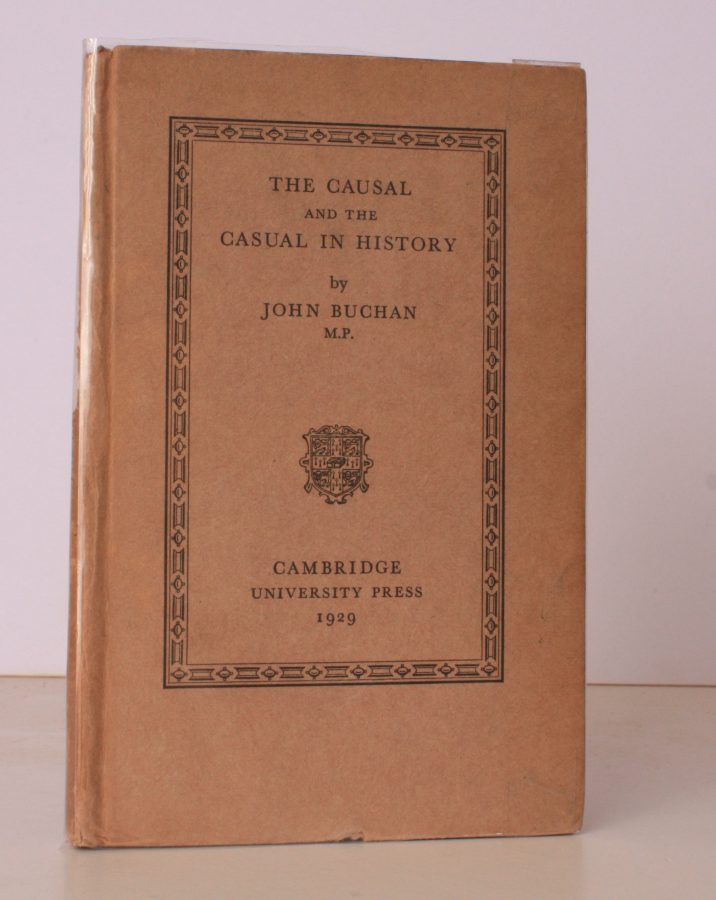 THE CAUSAL
AND THE
CASUAL IN HISTORY
by
JOHN BUCHAN
M.P.
CAMBRIDGE
UNIVERSITY PRESS
1929